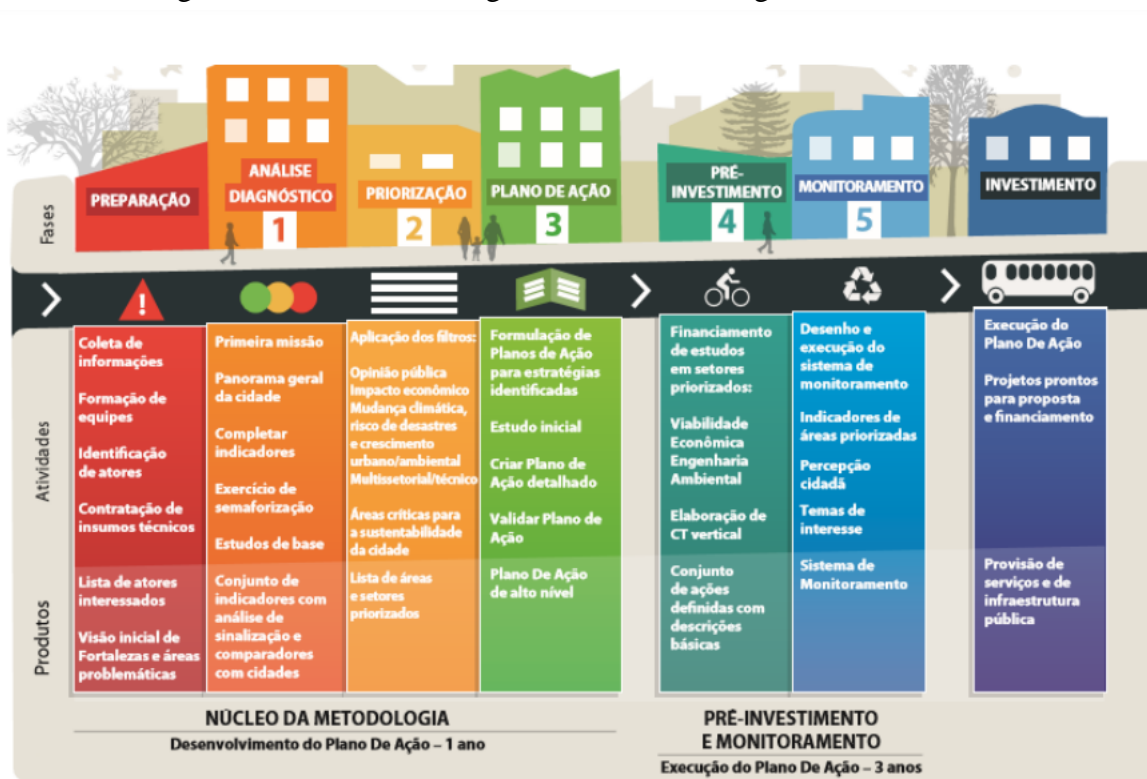 PREPARAÇÃO
ANÁLISE
DIAGNÓSTICO
1
PRIORIZAÇÃO
2
PLANO DE AÇÃO
3
PRÉ-
INVESTIMENTO
4
MONITORAMENTO
5
INVESTIMENTO
Fases
!
Atividades
Coleta de
informações
Formação de
equipes
Identificação
de atores
Contratação de
insumos técnicos
Primeira missão
Panorama geral
da cidade
Completar
indicadores
Exercício de
semaforização
Estudos de base
Aplicação dos filtros:
Opinião pública
Impacto econômico
Mudança climática,
risco de desastres
e crescimento
urbano/ambiental
Multissetorial/técnico
Áreas críticas para
a sustentabilidade
da cidade
Formulação de
Planos de Ação
para estratégias
identificadas
Estudo inicial
Criar Plano de
Ação detalhado
Validar Plano de
Ação
Financiamento
de estudos
em setores
priorizados:
Viabilidade
Econômica
Engenharia
Ambiental
Elaboração de
CT vertical
Desenho e
execução do
sistema de
monitoramento
Indicadores de
áreas priorizadas
Percepção
cidadã
Temas de
interesse
Execução do
Plano De Ação
Projetos prontos
para proposta
e financiamento
Produtos
Lista de atores
interessados
Visão inicial de
Fortalezas e áreas
problemáticas
Conjunto de
indicadores com
análise de
sinalização e
comparadores
com cidades
Lista de áreas
e setores
priorizados
Plano De Ação
de alto nível
Conjunto
de ações
definidas com
descrições
básicas
Sistema de
Monitoramento
Provisão de
serviços e de
infraestrutura
pública
NÚCLEO DA METODOLOGIA
Desenvolvimento do Plano De Ação – 1 ano
PRÉ-INVESTIMENTO
E MONITORAMENTO
Execução do Plano De Ação – 3 anos